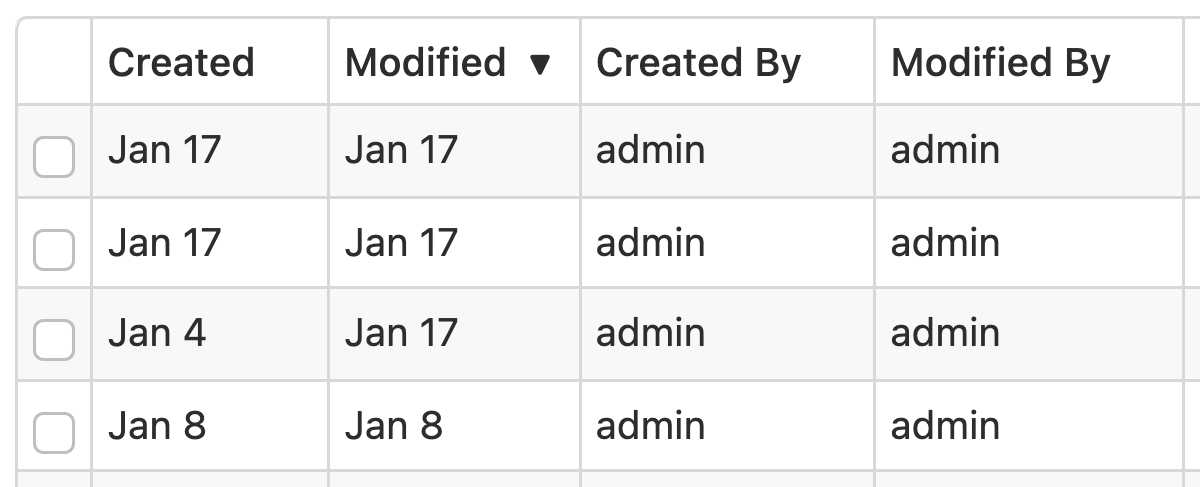 Created Modified ▼ Created By Modified By
Jan 17 Jan 17 admin admin
Jan 17 Jan 17 admin admin
Jan 4 Jan 17 admin admin
Jan 8 Jan 8 admin admin